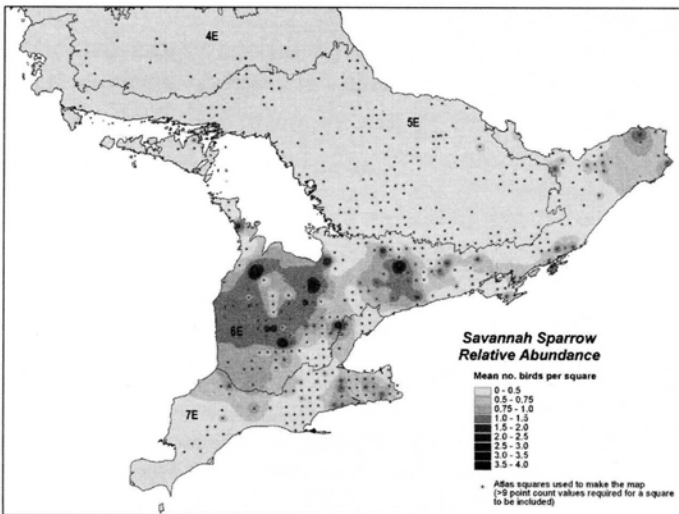 4E
5E
6E
7E
Savannah Sparrow
Relative Abundance
Mean no. birds per square
0 - 0.5
0.5 - 0.75
0.75 - 1.0
1.0 - 1.5
1.5 - 2.0
2.0 - 2.5
2.5 - 3.0
3.0 - 3.5
3.5 - 4.0
Atlas squares used to make the map
(>9 point count values required for a square
to be included)